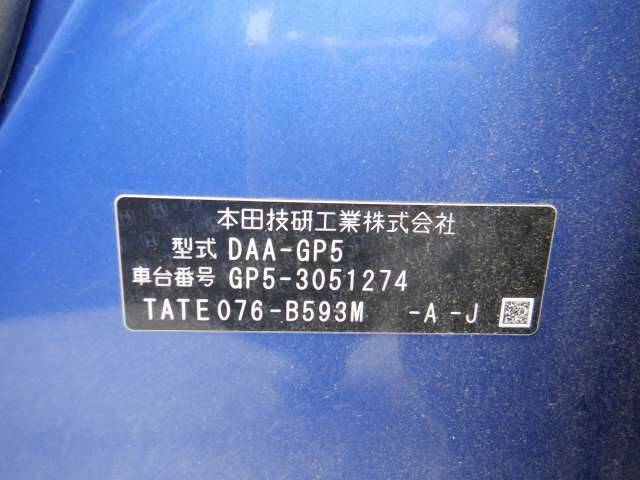 本田技研工業株式会社
型式 DAA-GP5
車台番号 GP5-3051274
TATE076-B593M -A -J